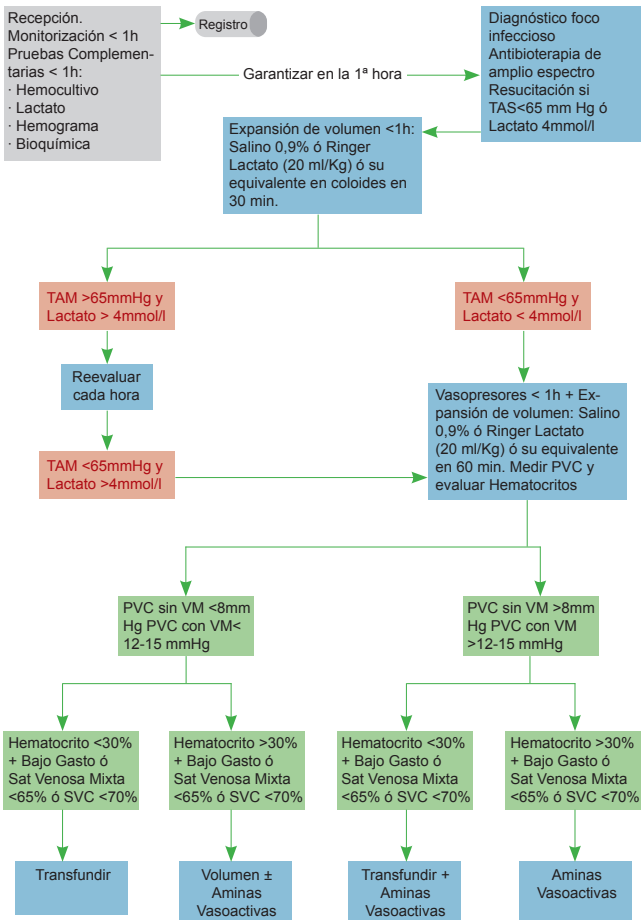 Recepción.
Monitorización < 1h
Pruebas Complemen-
tarias < 1h:
· Hemocultivo
· Lactato
· Hemograma
· Bioquímica
Registro
Garantizar en la 1ª hora
Diagnóstico foco
infeccioso
Antibioterapia de
amplio espectro
Resucitación si
TAS<65 mm Hg ó
Lactato 4mmol/l
Expansión de volumen <1h:
Salino 0,9% ó Ringer
Lactato (20 ml/Kg) ó su
equivalente en coloides en
30 min.
TAM >65mmHg y
Lactato > 4mmol/l
TAM <65mmHg y
Lactato < 4mmol/l
Reevaluar
cada hora
Vasopresores < 1h + Ex-
pansión de volumen: Salino
0,9% ó Ringer Lactato
(20 ml/Kg) ó su equivalente
en 60 min. Medir PVC y
evaluar Hematocritos
TAM <65mmHg y
Lactato >4mmol/l
PVC sin VM <8mm
Hg PVC con VM<
12-15 mmHg
PVC sin VM >8mm
Hg PVC con VM
>12-15 mmHg
Hematocrito <30%
+ Bajo Gasto ó
Sat Venosa Mixta
<65% ó SVC <70%
Hematocrito >30%
+ Bajo Gasto ó
Sat Venosa Mixta
<65% ó SVC <70%
Hematocrito <30%
+ Bajo Gasto ó
Sat Venosa Mixta
<65% ó SVC <70%
Hematocrito >30%
+ Bajo Gasto ó
Sat Venosa Mixta
<65% ó SVC <70%
Transfundir
Volumen ±
Aminas
Vasoactivas
Transfundir +
Aminas
Vasoactivas
Aminas
Vasoactivas